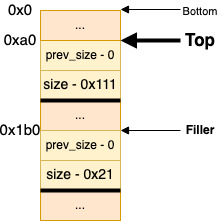 0x0
Bottom
...
0xa0
Top
prev_size - 0
size - 0x111
...
0x1b0
Filler
prev_size - 0
size - 0x21
...